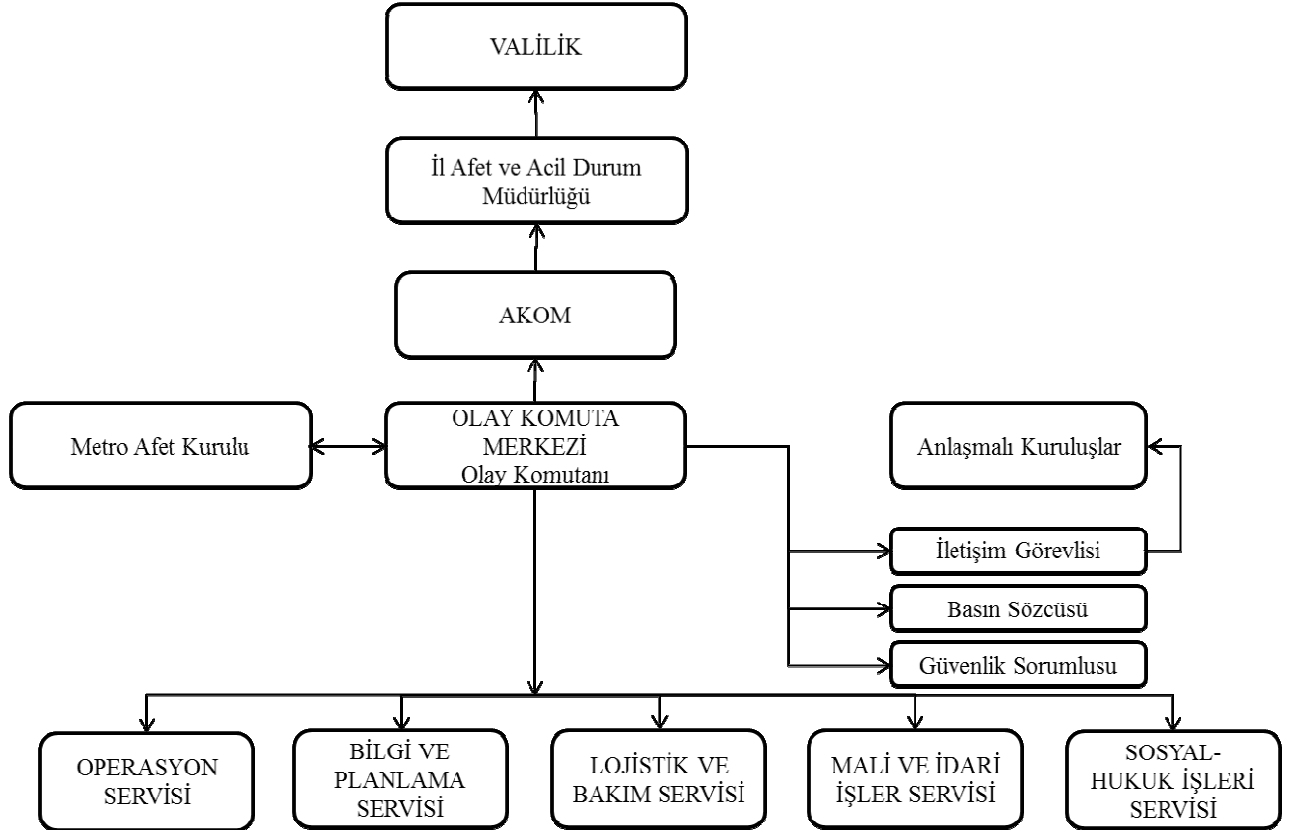 VALİLİK
İl Afet ve Acil Durum
Müdürlüğü
AKOM
Metro Afet Kurulu
OLAY KOMUTA
MERKEZİ
Olay Komutanı
Anlaşmalı Kuruluşlar
İletişim Görevlisi
Basın Sözcüsü
Güvenlik Sorumlusu
OPERASYON
SERVİSİ
BİLGİ VE
PLANLAMA
SERVİSİ
LOJİSTİK VE
BAKIM SERVİSİ
MALİ VE İDARİ
İŞLER SERVİSİ
SOSYAL-
HUKUK İŞLERİ
SERVİSİ